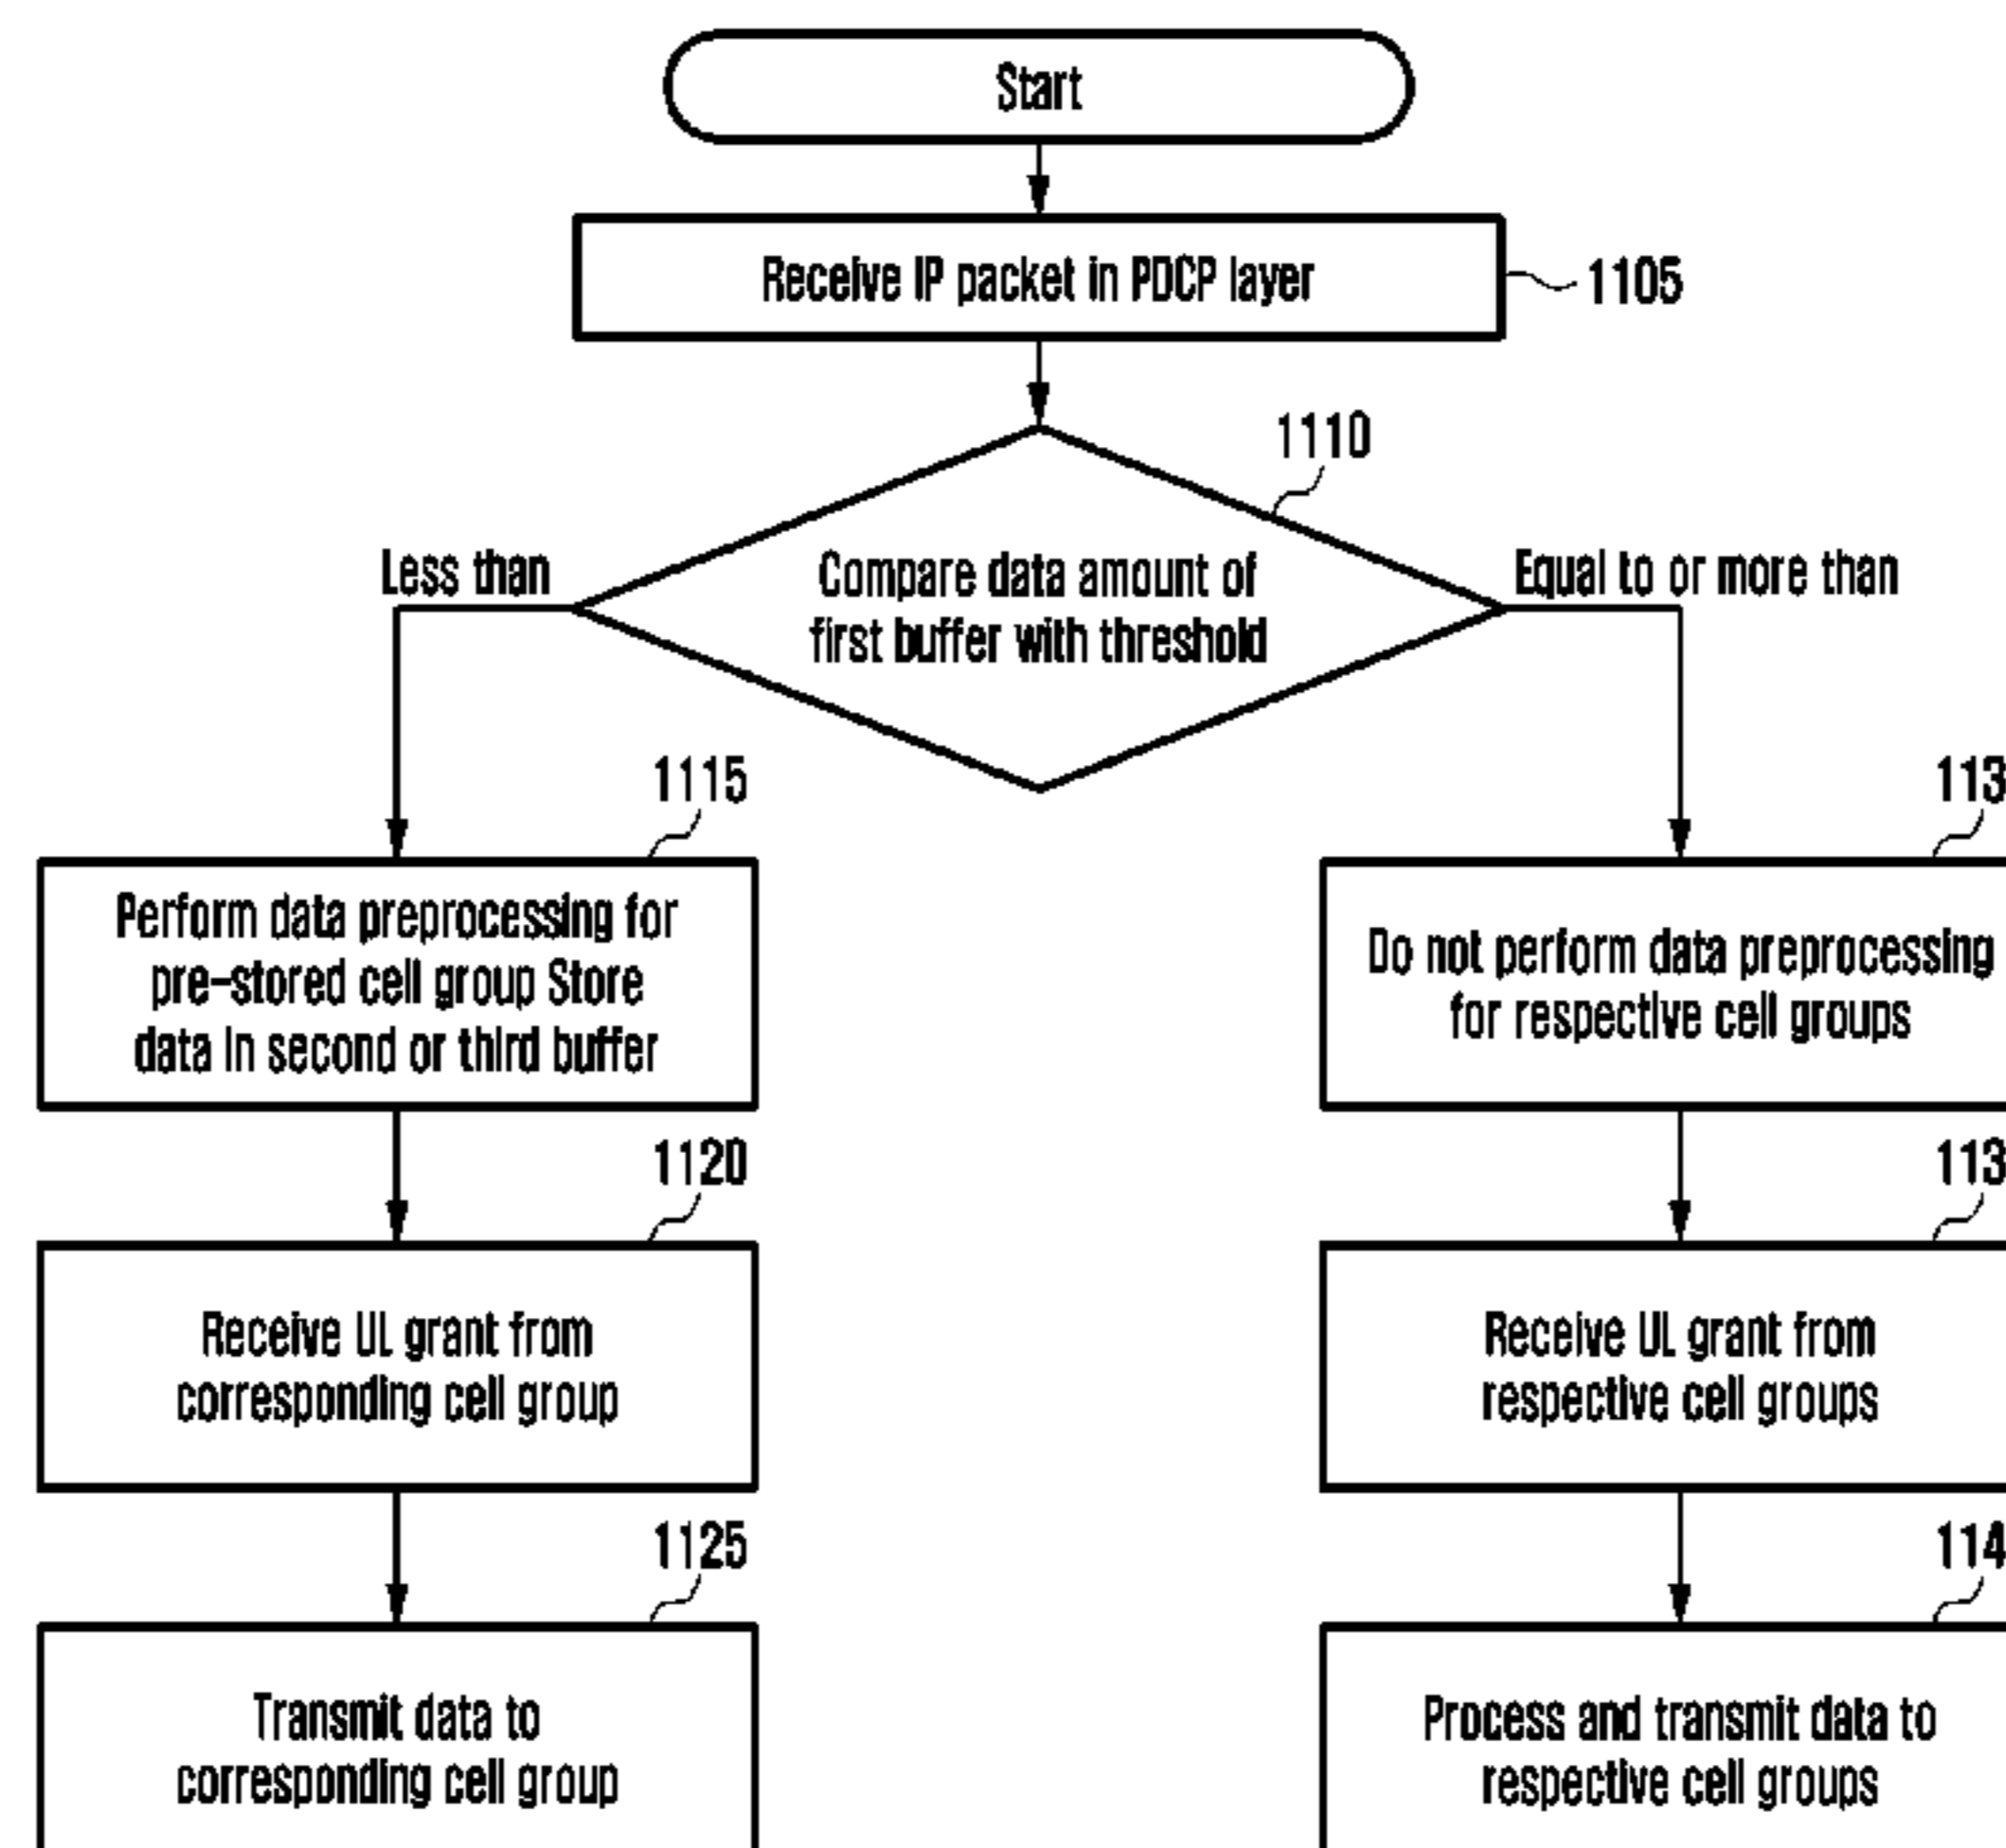 Start
Receive IP packet in PDCP layer
1105
1110
Less than
Compare data amount of
first buffer with threshold
Equal to or more than
1115
Perform data preprocessing for
pre-stored cell group Store
data in second or third buffer
113
Do not perform data preprocessing
for respective cell groups
1120
Receive UL grant from
corresponding cell group
113
Receive UL grant from
respective cell groups
1125
Transmit data to
corresponding cell group
114
Process and transmit data to
respective cell groups